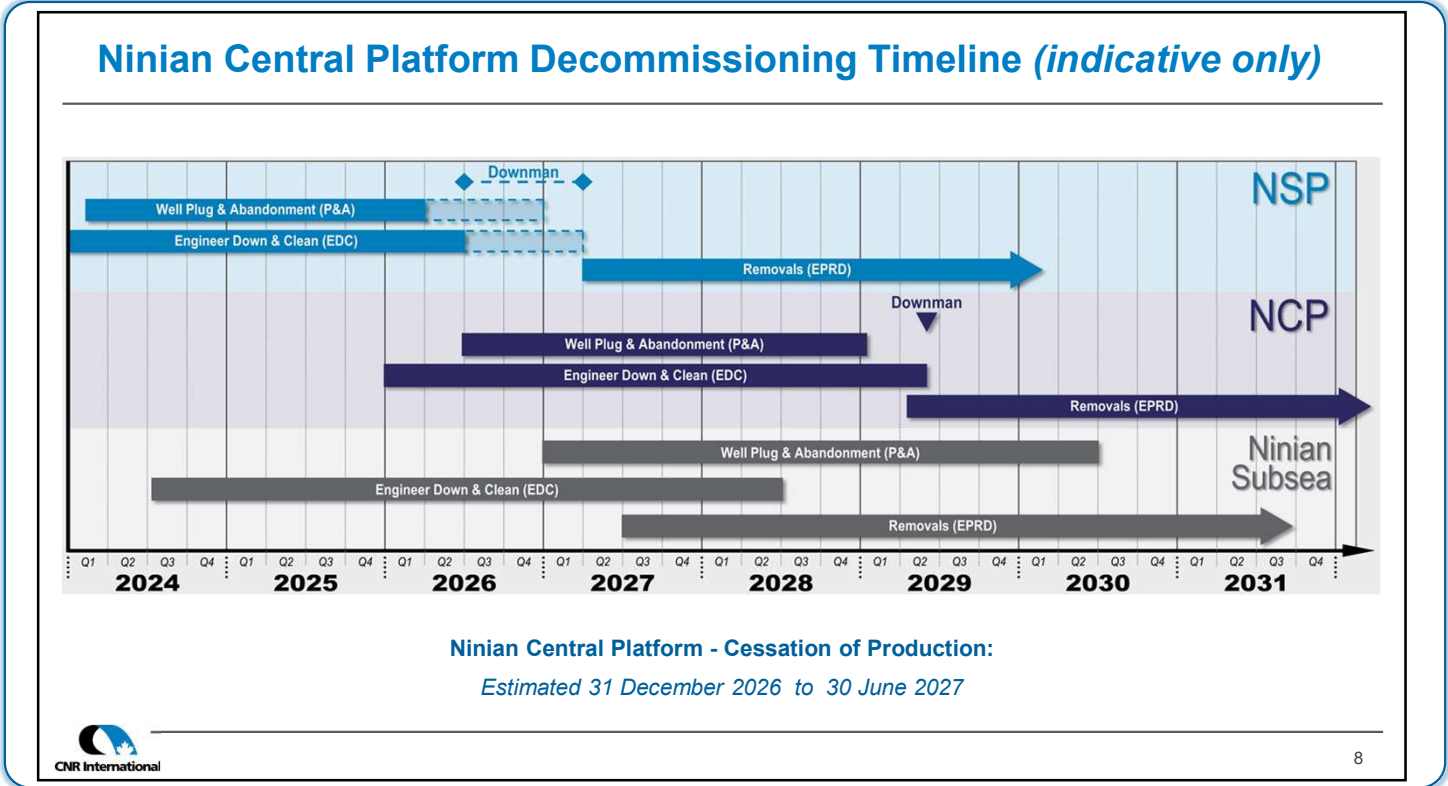 Ninian Central Platform Decommissioning Timeline (indicative only)
Downman
NSP
Well Plug & Abandonment (P&A)
Engineer Down & Clean (EDC)
Removals (EPRD)
Downman
NCP
Well Plug & Abandonment (P&A)
Engineer Down & Clean (EDC)
Removals (EPRD)
Well Plug & Abandonment (P&A)
Ninian
Subsea
Engineer Down & Clean (EDC)
Removals (EPRD)
Q1 Q2 Q3 Q4 Q1 Q2 Q3 Q4 Q1 Q2 Q3 Q4 Q1 Q2 Q3 Q4 Q1 Q2 Q3 Q4 Q1 Q2 Q3 Q4 Q1 Q2 Q3 Q4 Q1 Q2 Q3 Q4
2024 2025 2026 2027 2028 2029 2030 2031
Ninian Central Platform - Cessation of Production:
Estimated 31 December 2026 to 30 June 2027
CNR International
8